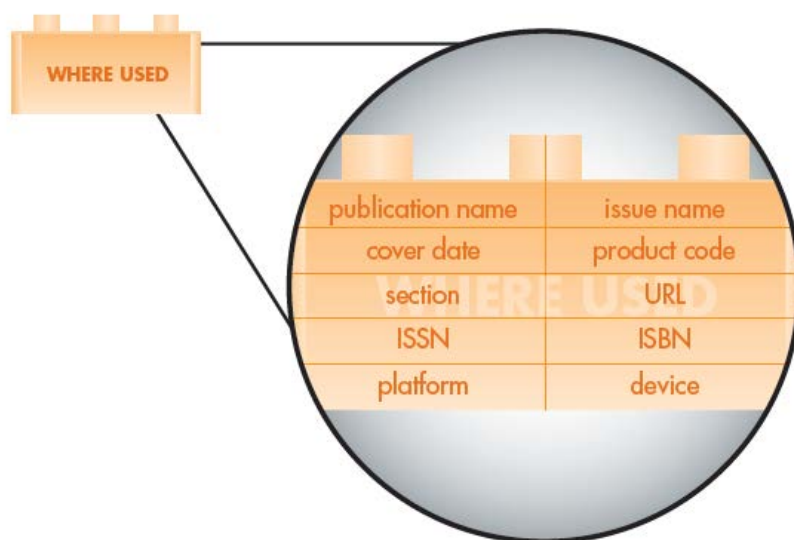 WHERE USED
publication name issue name
cover date product code
section URL
WHERE USED
ISSN ISBN
platform device